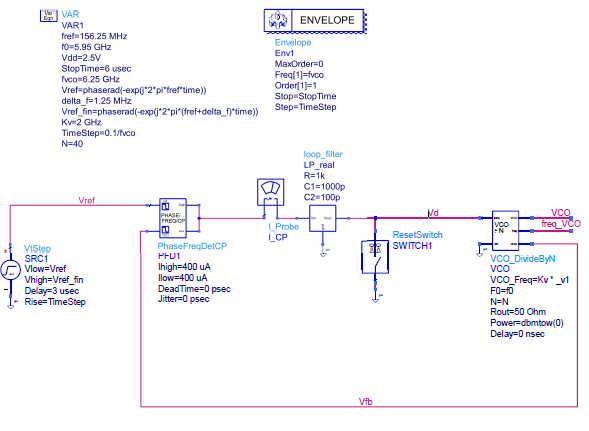 Var
Eqn
VAR
VAR1
fref=156.25 MHz
f0=5.95 GHz
Vdd=2.5V
StopTime=6 usec
fvco=6.25 GHz
Vref=phaserad(-exp(j*2*pi*fref*time))
delta_f=1.25 MHz
Vref_fin=phaserad(-exp(j*2*pi*(fref+delta_f)*time))
Kv=2 GHz
TimeStep=0.1/fvco
N=40
ENVELOPE
Envelope
Env1
MaxOrder=0
Freq[1]=fvco
Order[1]=1
Stop=StopTime
Step=TimeStep
Vref
VtStep
SRC1
Vlow=Vref
Vhigh=Vref_fin
Delay=3 usec
Rise=TimeStep
PHASE/
FREQ/CP
PhaseFreqDetCP
PFD1
Ihigh=400 uA
Ilow=400 uA
DeadTime=0 psec
Jitter=0 psec
I_Probe
I_CP
loop_filter
LP_real
R=1k
C1=1000p
C2=100p
Vd
ResetSwitch
SWITCH1
VCO
÷N
VCO
freq_VCO
VCO_DivideByN
VCO
VCO_Freq=Kv * _v1
F0=f0
N=N
Rout=50 Ohm
Power=dbmtow(0)
Delay=0 nsec
Vfb